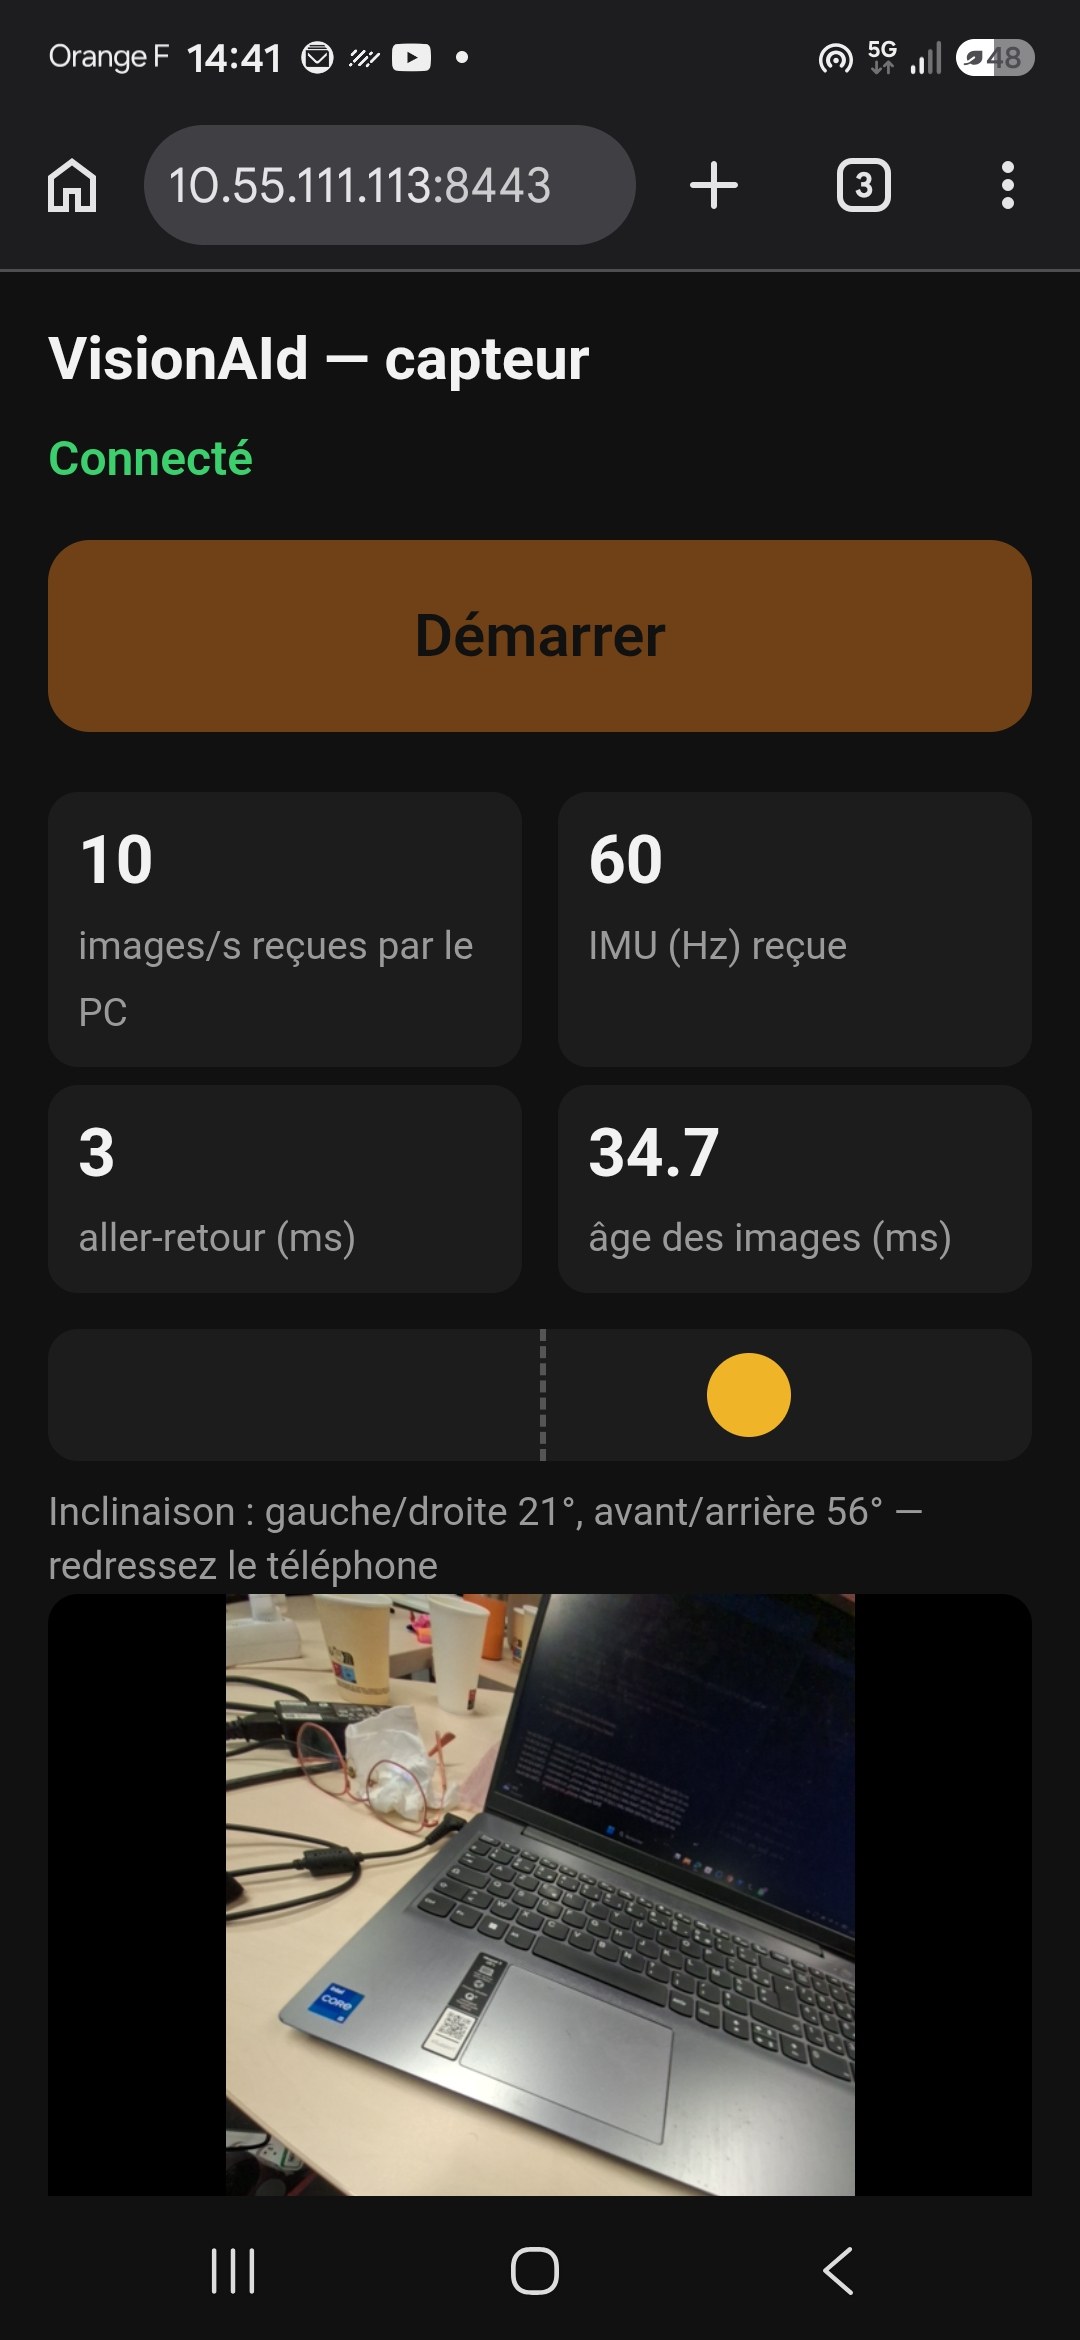 Orange F 14:41 5G 48
10.55.111.113:8443 3
VisionAId — capteur
Connecté
Démarrer
10
images/s reçues par le
PC
60
IMU (Hz) reçue
3
aller-retour (ms)
34.7
âge des images (ms)
Inclinaison : gauche/droite 21°, avant/arrière 56° —
redressez le téléphone
intel
CORE